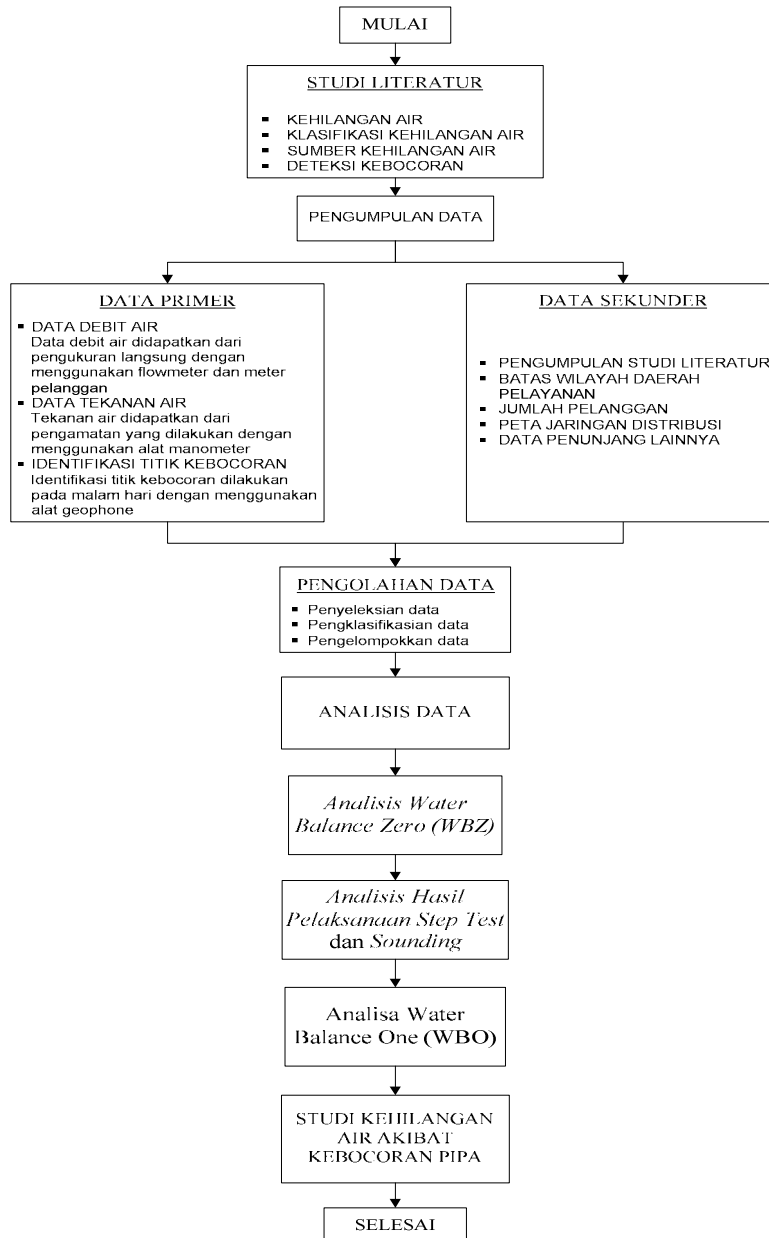 MULAI
STUDI LITERATUR
▪ KEHILANGAN AIR
▪ KLASIFIKASI KEHILANGAN AIR
▪ SUMBER KEHILANGAN AIR
▪ DETEKSI KEBOCORAN
PENGUMPULAN DATA
DATA PRIMER
▪ DATA DEBIT AIR
Data debit air didapatkan dari
pengukuran langsung dengan
menggunakan flowmeter dan meter
pelanggan
▪ DATA TEKANAN AIR
Tekanan air didapatkan dari
pengamatan yang dilakukan dengan
menggunakan alat manometer
▪ IDENTIFIKASI TITIK KEBOCORAN
Identifikasi titik kebocoran dilakukan
pada malam hari dengan menggunakan
alat geophone
DATA SEKUNDER
▪ PENGUMPULAN STUDI LITERATUR
▪ BATAS WILAYAH DAERAH
PELAYANAN
▪ JUMLAH PELANGGAN
▪ PETA JARINGAN DISTRIBUSI
▪ DATA PENUNJANG LAINNYA
PENGOLAHAN DATA
▪ Penyeleksian data
▪ Pengklasifikasian data
▪ Pengelompokkan data
ANALISIS DATA
Analisis Water
Balance Zero (WBZ)
Analisis Hasil
Pelaksanaan Step Test
dan Sounding
Analisa Water
Balance One (WBO)
STUDI KEHILANGAN
AIR AKIBAT
KEBOCORAN PIPA
SELESAI